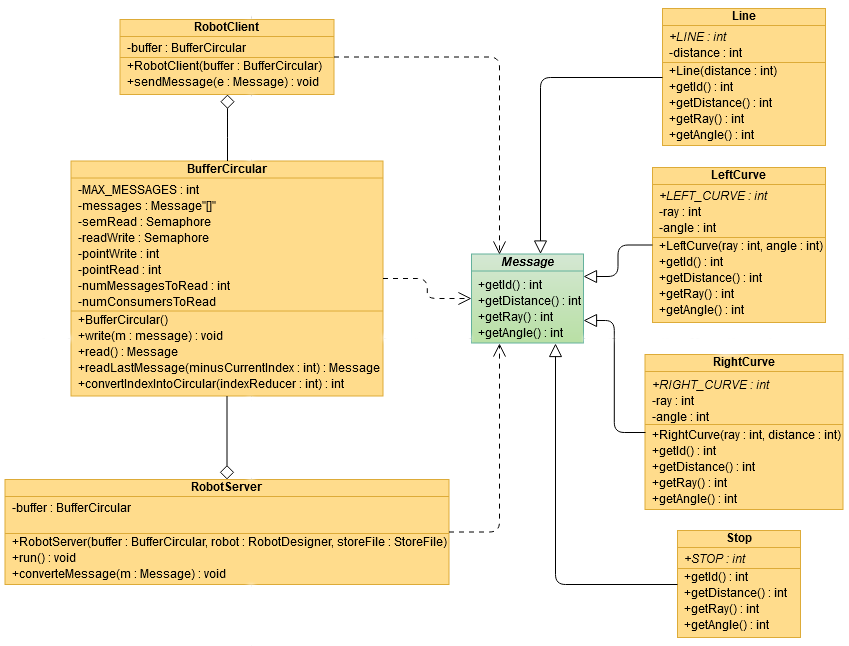 RobotClient
-buffer : BufferCircular
+RobotClient(buffer : BufferCircular)
+sendMessage(e : Message) : void
BufferCircular
-MAX_MESSAGES : int
-messages : Message"[]"
-semRead : Semaphore
-readWrite : Semaphore
-pointWrite : int
-pointRead : int
-numMessagesToRead : int
-numConsumersToRead
+BufferCircular()
+write(m : message) : void
+read() : Message
+readLastMessage(minusCurrentIndex : int) : Message
+convertIndexIntoCircular(indexReducer : int) : int
RobotServer
-buffer : BufferCircular
+RobotServer(buffer : BufferCircular, robot : RobotDesigner, storeFile : StoreFile)
+run() : void
+converteMessage(m : Message) : void
Message
+getId() : int
+getDistance() : int
+getRay() : int
+getAngle() : int
Line
+LINE : int
-distance : int
+Line(distance : int)
+getId() : int
+getDistance() : int
+getRay() : int
+getAngle() : int
LeftCurve
+LEFT_CURVE : int
-ray : int
-angle : int
+LeftCurve(ray : int, angle : int)
+getId() : int
+getDistance() : int
+getRay() : int
+getAngle() : int
RightCurve
+RIGHT_CURVE : int
-ray : int
-angle : int
+RightCurve(ray : int, distance : int)
+getId() : int
+getDistance() : int
+getRay() : int
+getAngle() : int
Stop
+STOP : int
+getId() : int
+getDistance() : int
+getRay() : int
+getAngle() : int